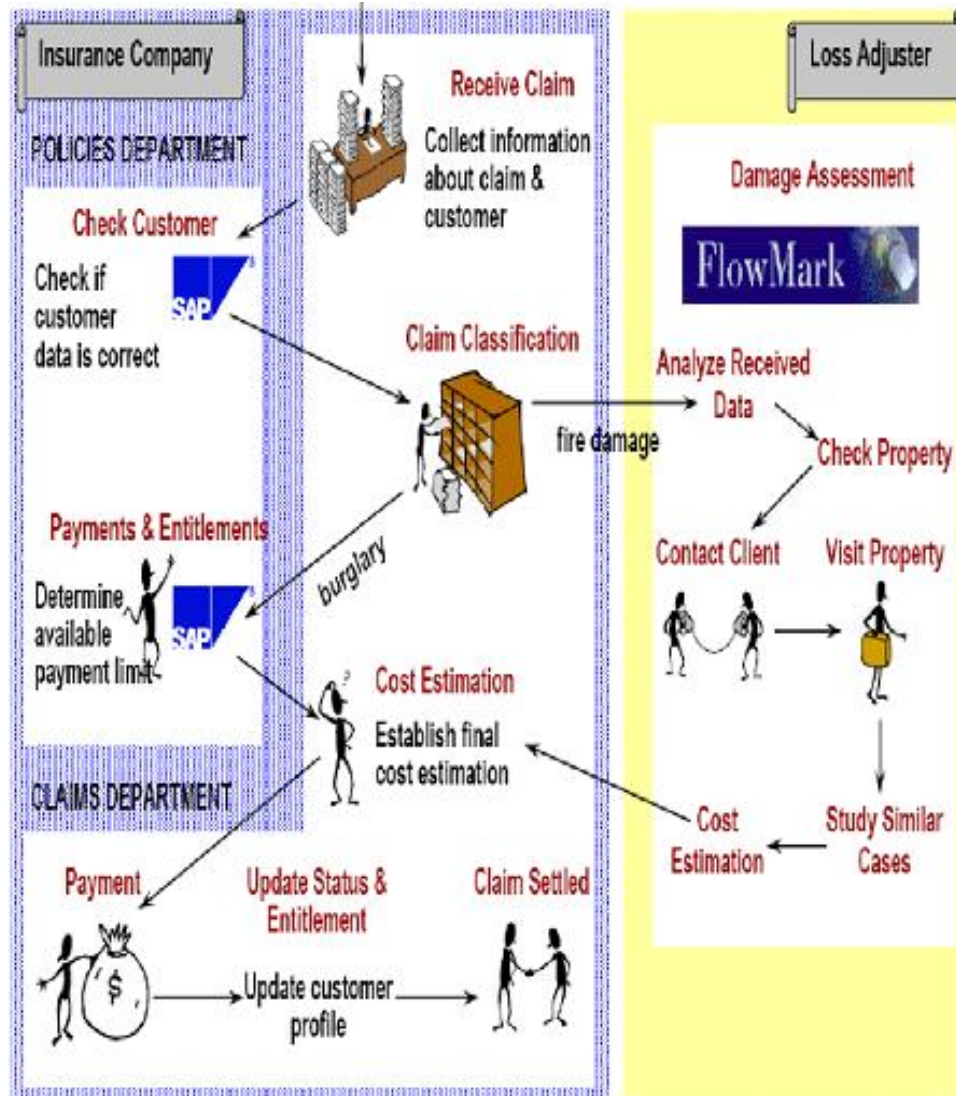 Insurance Company
Loss Adjuster
Receive Claim
Collect information
about claim &
customer
POLICIES DEPARTMENT
Check Customer
Check if
customer
data is correct
SAP
Claim Classification
fire damage
burglary
Payments & Entitlements
Determine
available
payment limit
SAP
Cost Estimation
Establish final
cost estimation
CLAIMS DEPARTMENT
Payment
$
Update Status &
Entitlement
Update customer
profile
Claim Settled
Damage Assessment
FlowMark
Analyze Received
Data
Check Property
Contact Client
Visit Property
Study Similar
Cases
Cost
Estimation
?